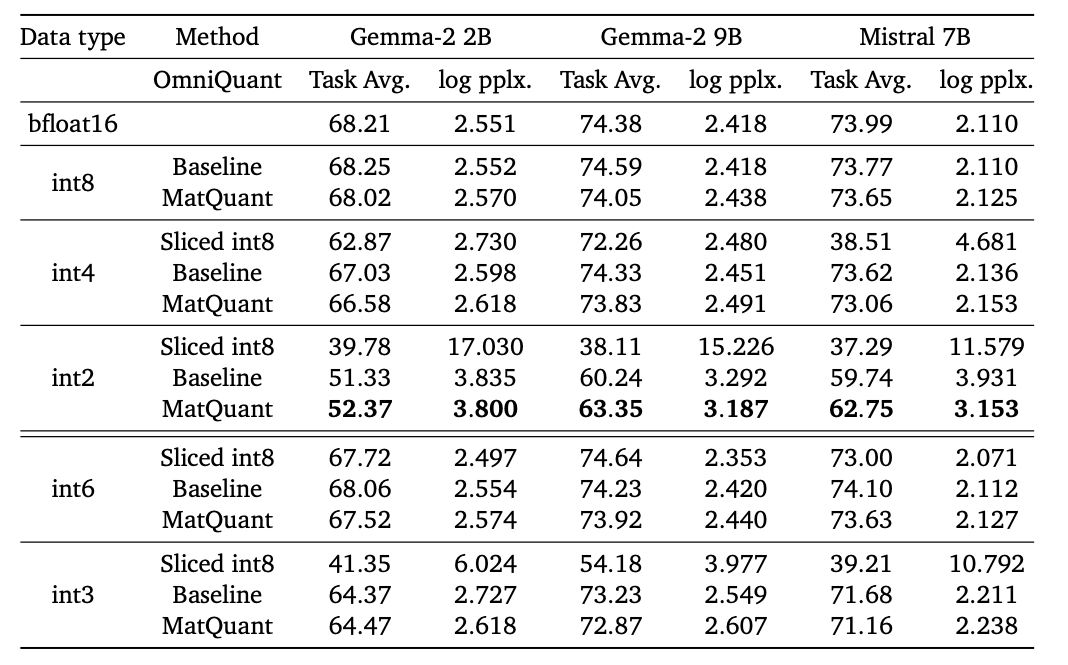 Data type Method Gemma-2 2B Gemma-2 9B Mistral 7B
OmniQuant Task Avg. log pplx. Task Avg. log pplx. Task Avg. log pplx.
bfloat16 68.21 2.551 74.38 2.418 73.99 2.110
Baseline 68.25 2.552 74.59 2.418 73.77 2.110
int8
MatQuant 68.02 2.570 74.05 2.438 73.65 2.125
Sliced int8 62.87 2.730 72.26 2.480 38.51 4.681
int4 Baseline 67.03 2.598 74.33 2.451 73.62 2.136
MatQuant 66.58 2.618 73.83 2.491 73.06 2.153
Sliced int8 39.78 17.030 38.11 15.226 37.29 11.579
int2 Baseline 51.33 3.835 60.24 3.292 59.74 3.931
MatQuant 52.37 3.800 63.35 3.187 62.75 3.153
Sliced int8 67.72 2.497 74.64 2.353 73.00 2.071
int6 Baseline 68.06 2.554 74.23 2.420 74.10 2.112
MatQuant 67.52 2.574 73.92 2.440 73.63 2.127
Sliced int8 41.35 6.024 54.18 3.977 39.21 10.792
int3 Baseline 64.37 2.727 73.23 2.549 71.68 2.211
MatQuant 64.47 2.618 72.87 2.607 71.16 2.238